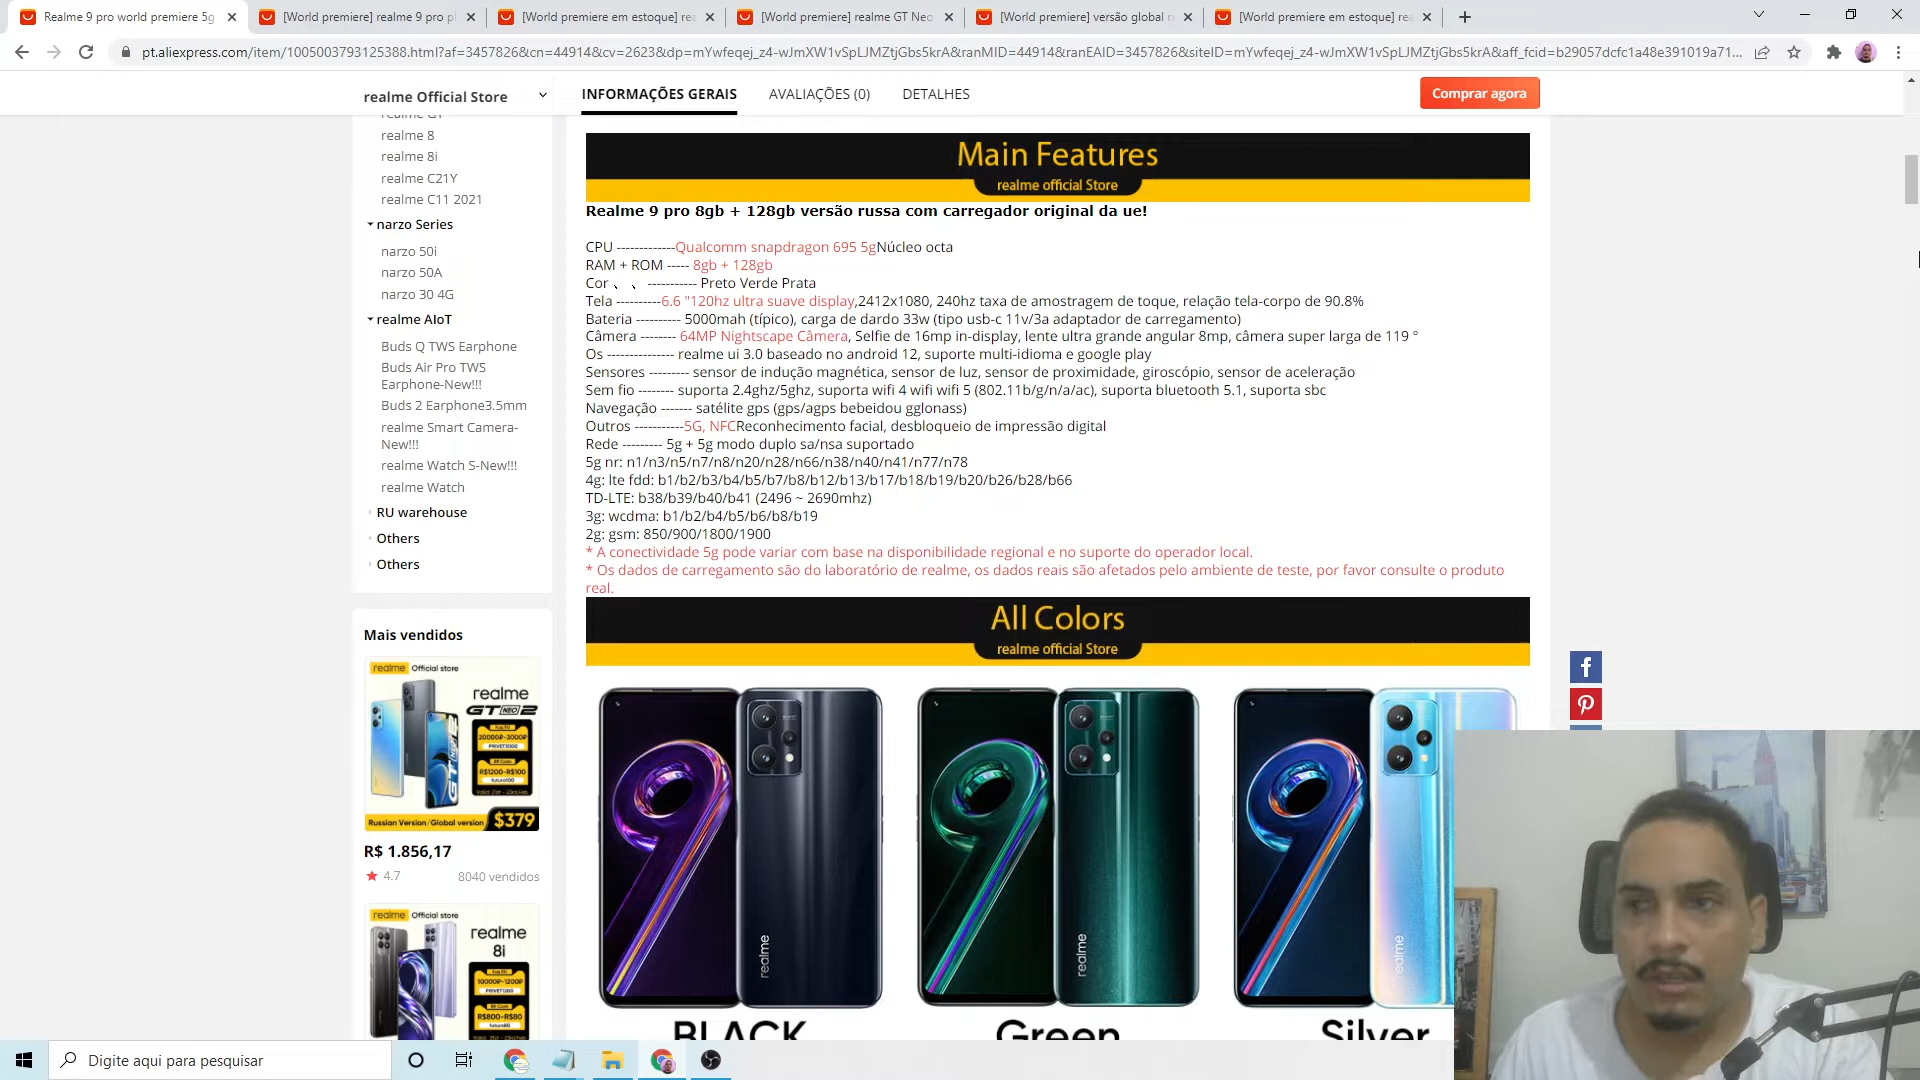 Realme 9 pro world premiere 5g
[World premiere] realme 9 pro pl
[World premiere em estoque] rea
[World premiere] realme GT Neo
[World premiere] versão global r
[World premiere em estoque] rea
pt.aliexpress.com/item/1005003793125388.html?af=3457826&cn=44914&cv=2623&dp=mYwfeqej_z4-wJmXW1vSpLJMZtjGbs5krA&ranMID=44914&ranEAID=3457826&siteID=mYwfeqej_z4-wJmXW1vSpLJMZtjGbs5krA&aff_fcid=b29057dcfc1a48e391019a71...
realme Official Store
INFORMAÇÕES GERAIS
AVALIAÇÕES (0)
DETALHES
Comprar agora
realme GT
realme 8
realme 8i
realme C21Y
realme C11 2021
narzo Series
narzo 50i
narzo 50A
narzo 30 4G
realme AIoT
Buds Q TWS Earphone
Buds Air Pro TWS
Earphone-New!!!
Buds 2 Earphone3.5mm
realme Smart Camera-
New!!!
realme Watch S-New!!!
realme Watch
RU warehouse
Others
Others
Mais vendidos
realme Official store
realme
GT NEO 2
20000₽-3000₽
PRIVET3000
R$1200-R$100
Russian Version/Global version $379
R$ 1.856,17
4.7
8040 vendidos
realme Official store
realme
8i
10000₽-1200₽
PRIVET1200
R$800-R$80
Main Features
realme official Store
Realme 9 pro 8gb + 128gb versão russa com carregador original da ue!
CPU ------------Qualcomm snapdragon 695 5gNúcleo octa
RAM + ROM ----- 8gb + 128gb
Cor 、 、 ----------- Preto Verde Prata
Tela ----------6.6 "120hz ultra suave display,2412x1080, 240hz taxa de amostragem de toque, relação tela-corpo de 90.8%
Bateria ---------- 5000mah (típico), carga de dardo 33w (tipo usb-c 11v/3a adaptador de carregamento)
Câmera -------- 64MP Nightscape Câmera, Selfie de 16mp in-display, lente ultra grande angular 8mp, câmera super larga de 119 °
Os --------------- realme ui 3.0 baseado no android 12, suporte multi-idioma e google play
Sensores --------- sensor de indução magnética, sensor de luz, sensor de proximidade, giroscópio, sensor de aceleração
Sem fio -------- suporta 2.4ghz/5ghz, suporta wifi 4 wifi wifi 5 (802.11b/g/n/a/ac), suporta bluetooth 5.1, suporta sbc
Navegação ------- satélite gps (gps/agps bebeidou gglonass)
Outros -----------5G, NFCReconhecimento facial, desbloqueio de impressão digital
Rede --------- 5g + 5g modo duplo sa/nsa suportado
5g nr: n1/n3/n5/n7/n8/n20/n28/n66/n38/n40/n41/n77/n78
4g: lte fdd: b1/b2/b3/b4/b5/b7/b8/b12/b13/b17/b18/b19/b20/b26/b28/b66
TD-LTE: b38/b39/b40/b41 (2496 ~ 2690mhz)
3g: wcdma: b1/b2/b4/b5/b6/b8/b19
2g: gsm: 850/900/1800/1900
* A conectividade 5g pode variar com base na disponibilidade regional e no suporte do operador local.
* Os dados de carregamento são do laboratório de realme, os dados reais são afetados pelo ambiente de teste, por favor consulte o produto
real.
All Colors
realme official Store
realme
realme
realme
BLACK
Green
Silver
Digite aqui para pesquisar